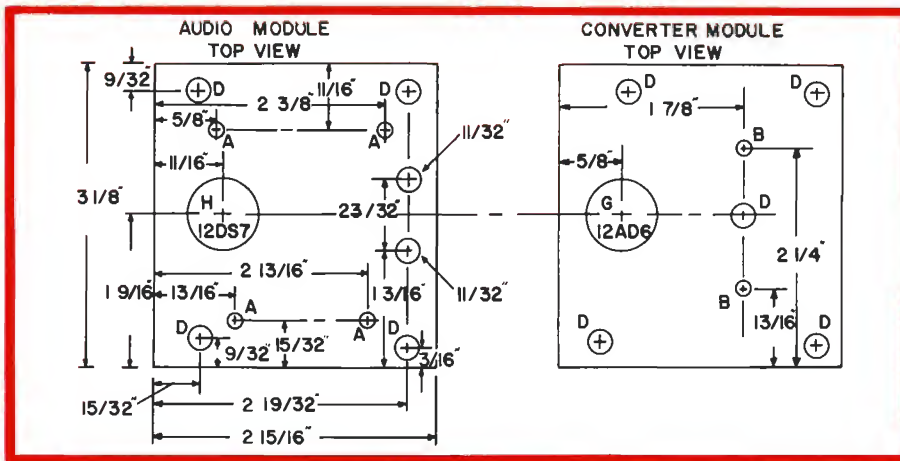 AUDIO MODULE
TOP VIEW
CONVERTER MODULE
TOP VIEW
9/32"
D
D
11/16"
2 3/8"
5/8"
A
A
11/16"
11/32"
3 1/8"
H
12DS7
23/32"
2 13/16"
1 9/16"
13/16"
1 3/16"
11/32"
A
A
D
D
15/32"
9/32"
3/16"
15/32"
2 19/32"
2 15/16"
D
D
1 7/8"
B
5/8"
G
12AD6
D
2 1/4"
B
13/16"
D
D